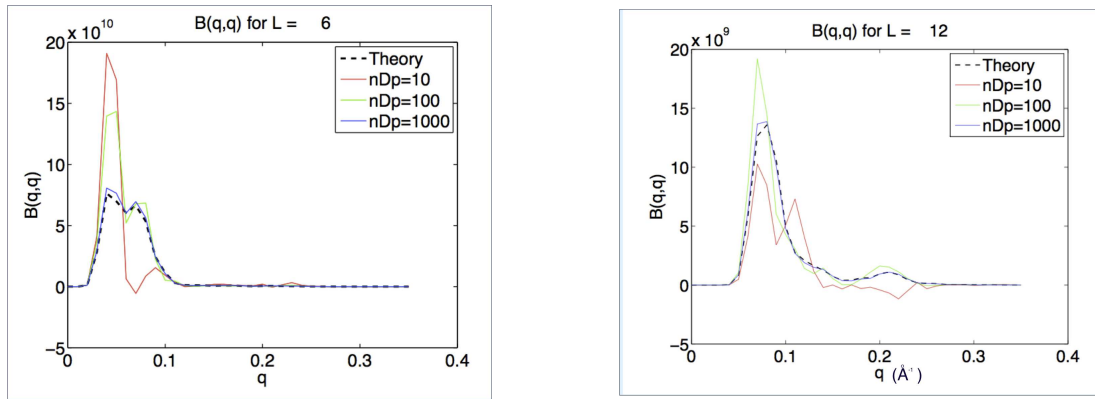 B(q,q) for L = 6
x 10^10
20
15
10
5
0
-5
B(q,q)
0 0.1 0.2 0.3 0.4
q
Theory
nDp=10
nDp=100
nDp=1000
B(q,q) for L = 12
x 10^9
20
15
10
5
0
-5
B(q,q)
0 0.1 0.2 0.3 0.4
q (Å⁻¹)
Theory
nDp=10
nDp=100
nDp=1000